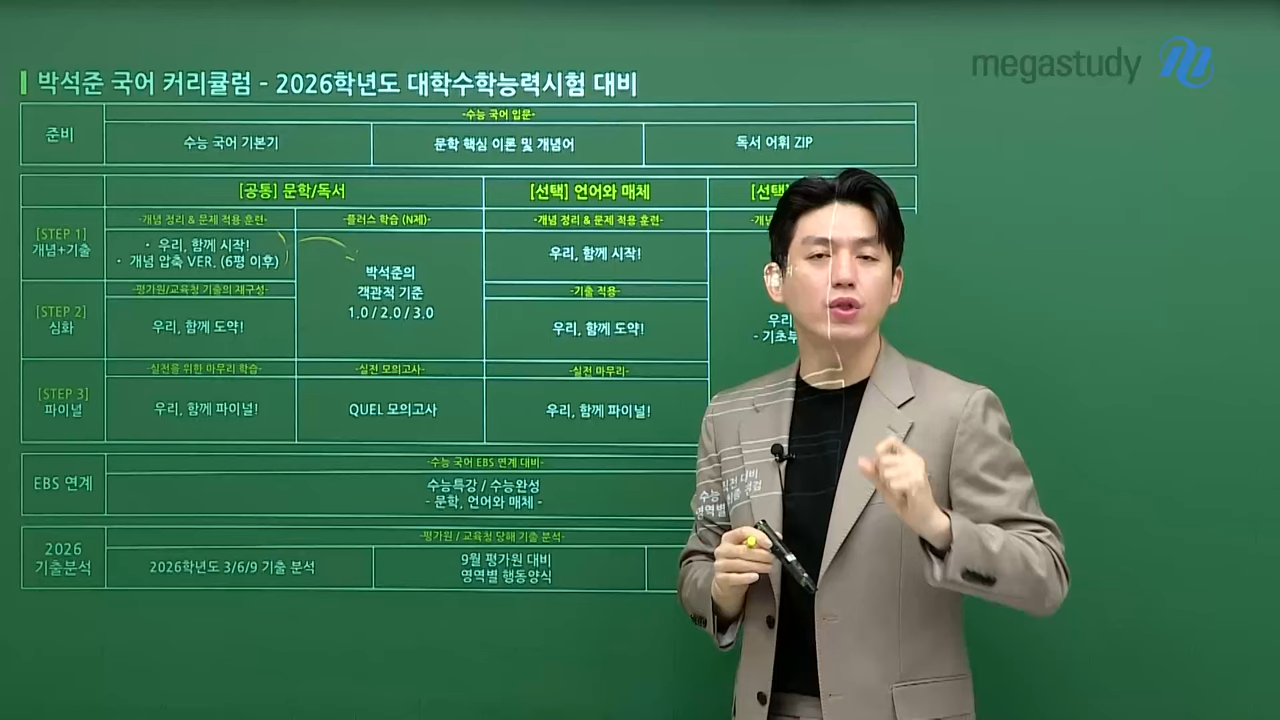 megastudy
박석준 국어 커리큘럼 - 2026학년도 대학수학능력시험 대비
준비
-수능 국어 입문-
수능 국어 기본기
문학 핵심 이론 및 개념어
독서 어휘 ZIP
[공통] 문학/독서
[선택] 언어와 매체
[선택
[STEP 1]
개념+기출
-개념 정리 & 문제 적용 훈련-
-플러스 학습 (N제)-
-개념 정리 & 문제 적용 훈련-
-개념
· 우리, 함께 시작!
· 개념 압축 VER. (6평 이후)
박석준의
객관적 기준
1.0 / 2.0 / 3.0
우리, 함께 시작!
[STEP 2]
심화
-평가원/교육청 기출의 재구성-
-기출 적용-
우리, 함께 도약!
우리, 함께 도약!
우리
- 기초부
[STEP 3]
파이널
-실전을 위한 마무리 학습-
-실전 모의고사-
-실전 마무리-
우리, 함께 파이널!
QUEL 모의고사
우리, 함께 파이널!
EBS 연계
-수능 국어 EBS 연계 대비-
수능특강 / 수능완성
- 문학, 언어와 매체 -
2026
기출분석
-평가원 / 교육청 당해 기출 분석-
2026학년도 3/6/9 기출 분석
9월 평가원 대비
영역별 행동양식
수능 직전 대비
영역별